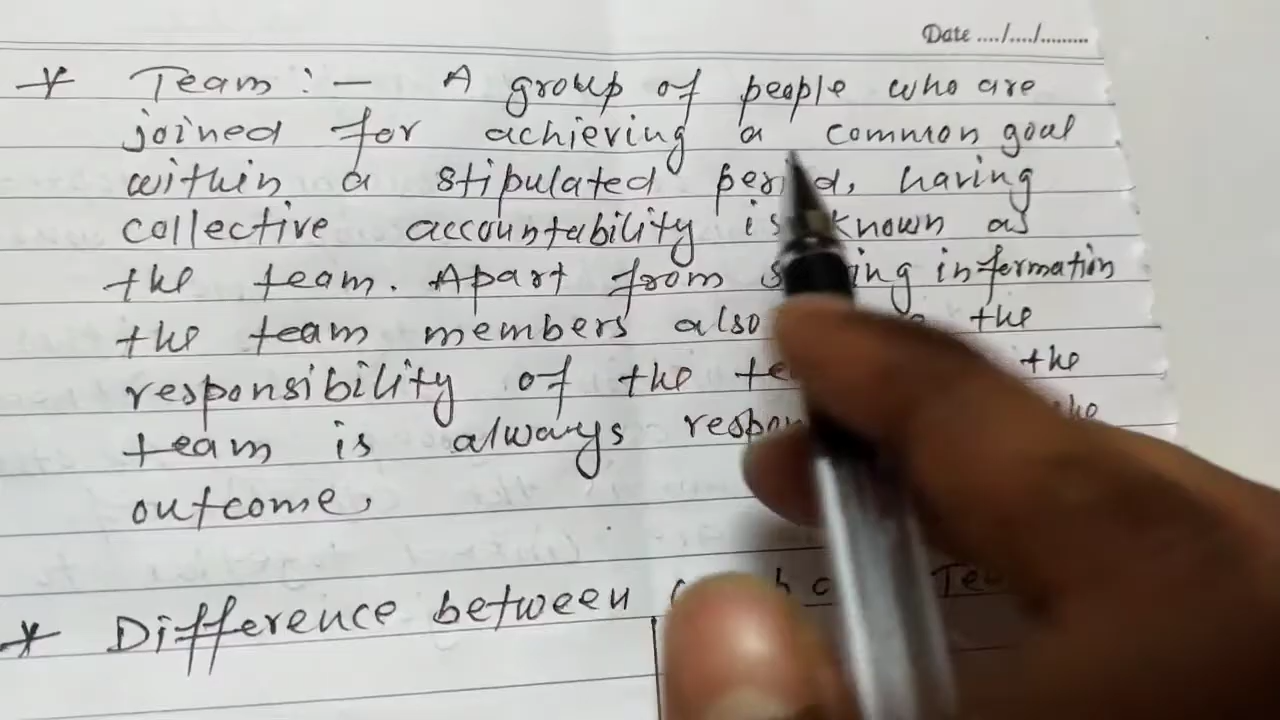 Date ..../..../.........
* Team :- A group of people who are
joined for achieving a common goal
within a stipulated period, having
collective accountability is known as
the team. Apart from information
the team members also the
responsibility of the the
team is always the
outcome,
* Difference between